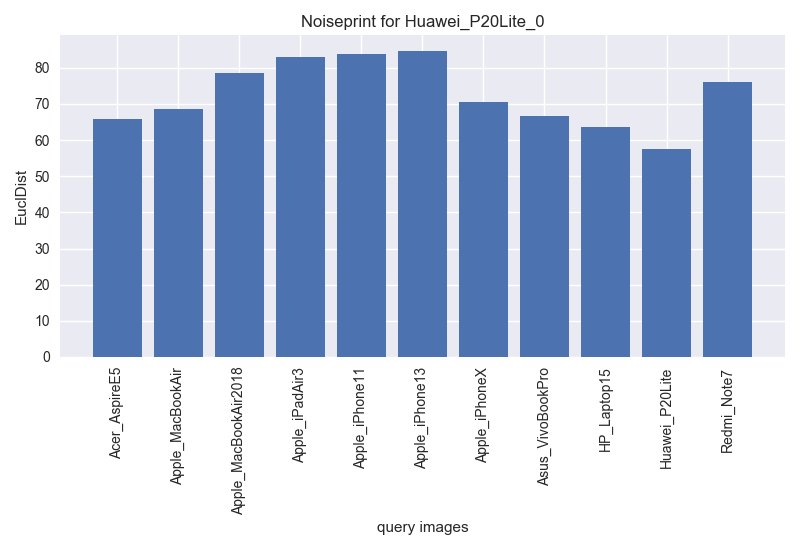 Noiseprint for Huawei_P20Lite_0
EuclDist
80
70
60
50
40
30
20
10
0
Acer_AspireE5
Apple_MacBookAir
Apple_MacBookAir2018
Apple_iPadAir3
Apple_iPhone11
Apple_iPhone13
Apple_iPhoneX
Asus_VivoBookPro
HP_Laptop15
Huawei_P20Lite
Redmi_Note7
query images